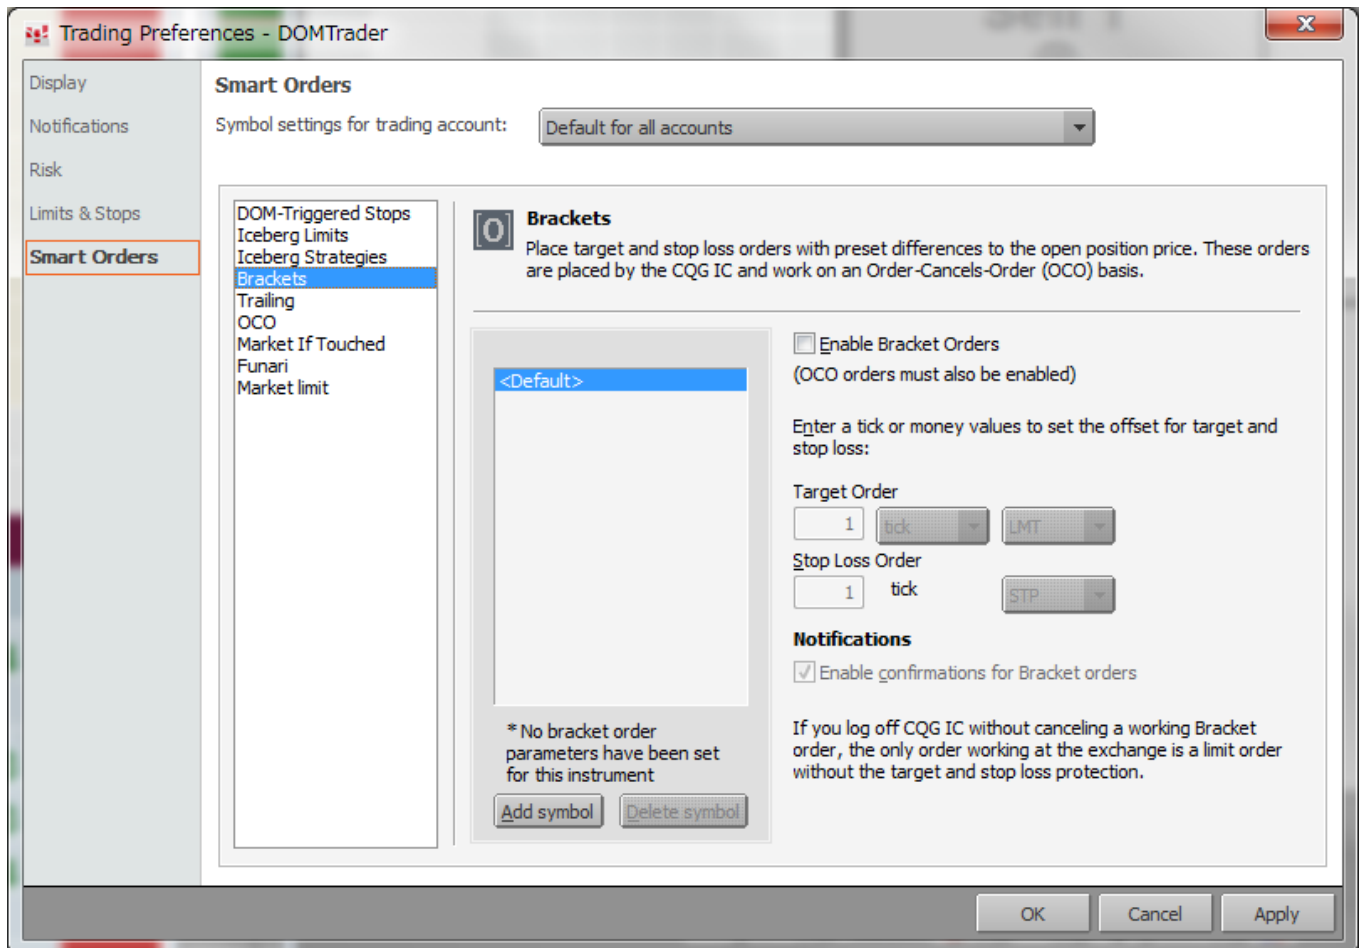 Trading Preferences - DOMTrader
Display
Notifications
Risk
Limits & Stops
Smart Orders
Smart Orders
Symbol settings for trading account:
Default for all accounts
DOM-Triggered Stops
Iceberg Limits
Iceberg Strategies
Brackets
Trailing
OCO
Market If Touched
Funari
Market limit
[O]
Brackets
Place target and stop loss orders with preset differences to the open position price. These orders
are placed by the CQG IC and work on an Order-Cancels-Order (OCO) basis.
<Default>
* No bracket order
parameters have been set
for this instrument
Add symbol
Delete symbol
Enable Bracket Orders
(OCO orders must also be enabled)
Enter a tick or money values to set the offset for target and
stop loss:
Target Order
1 tick LMT
Stop Loss Order
1 tick STP
Notifications
Enable confirmations for Bracket orders
If you log off CQG IC without canceling a working Bracket
order, the only order working at the exchange is a limit order
without the target and stop loss protection.
OK
Cancel
Apply